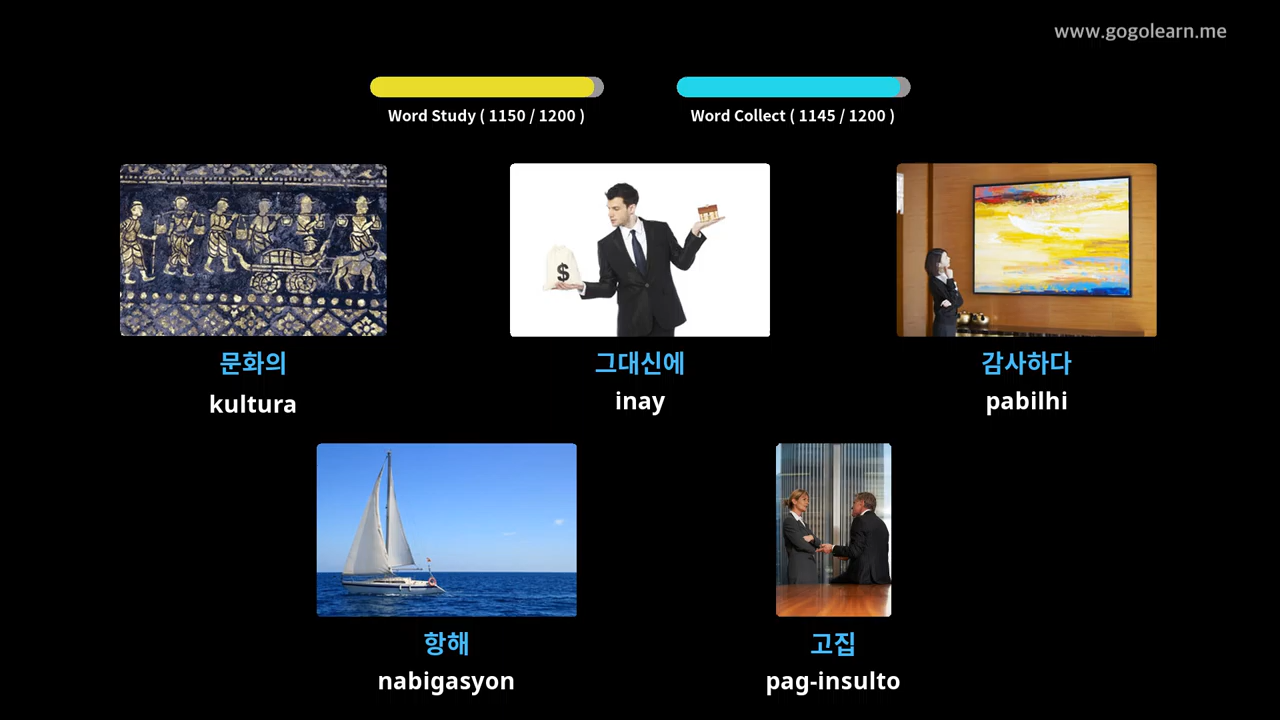 www.gogolearn.me
Word Study ( 1150 / 1200 )
Word Collect ( 1145 / 1200 )
문화의
kultura
그대신에
inay
감사하다
pabilhi
$
항해
nabigasyon
고집
pag-insulto